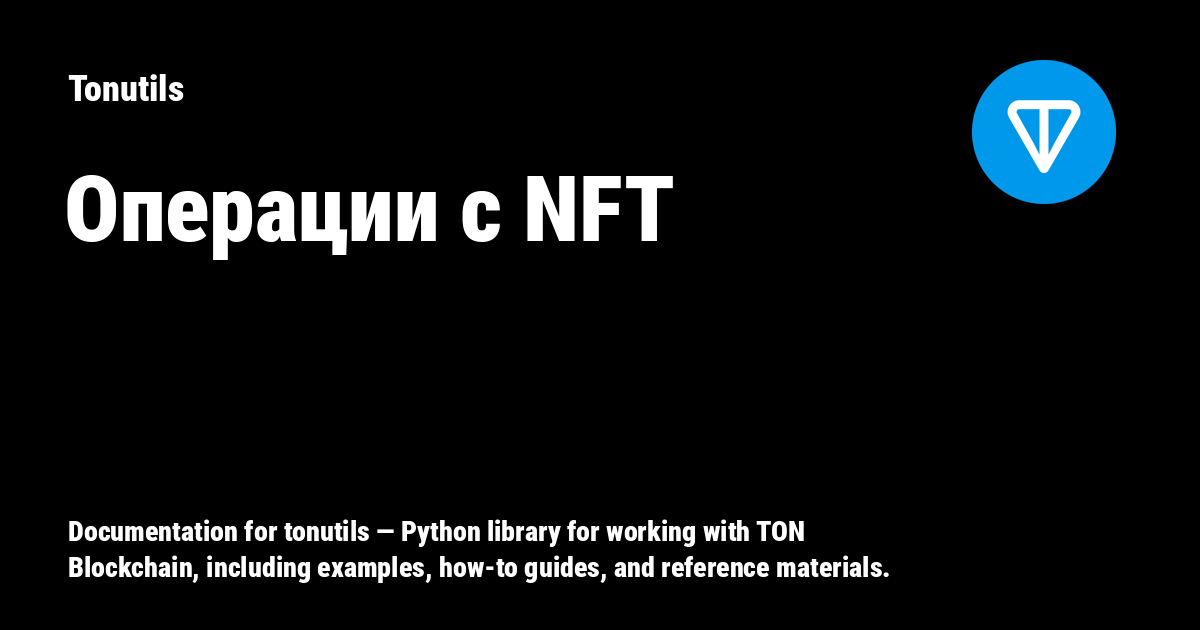 Tonutils
Операции с NFT
Documentation for tonutils — Python library for working with TON
Blockchain, including examples, how-to guides, and reference materials.